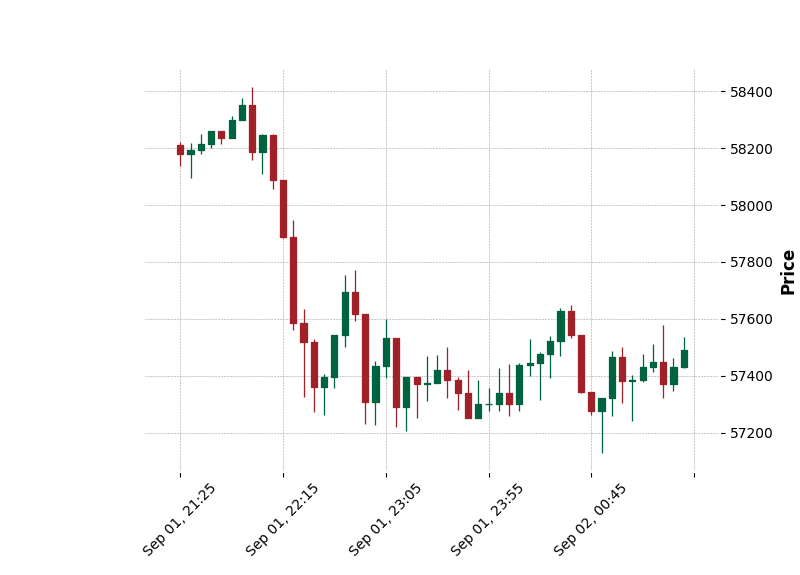 58400
58200
58000
57800
57600
57400
57200
Price
Sep 01, 21:25
Sep 01, 22:15
Sep 01, 23:05
Sep 01, 23:55
Sep 02, 00:45